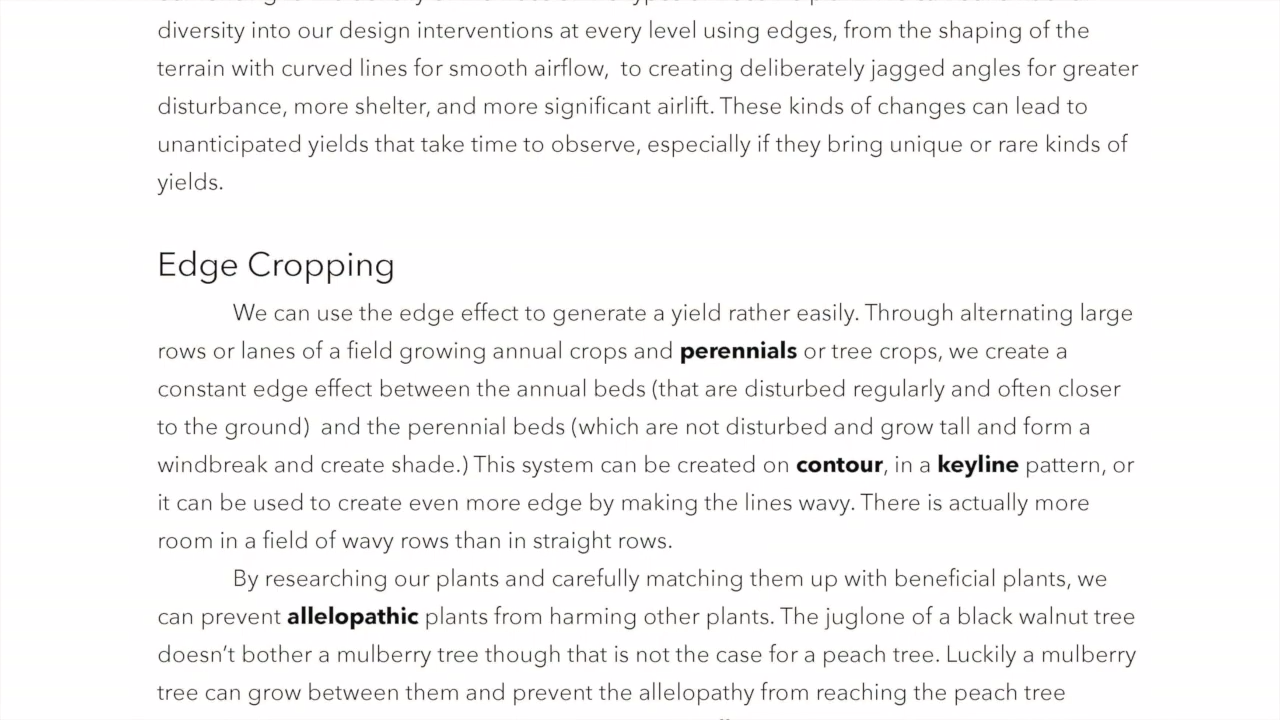 diversity into our design interventions at every level using edges, from the shaping of the
terrain with curved lines for smooth airflow,  to creating deliberately jagged angles for greater
disturbance, more shelter, and more significant airlift. These kinds of changes can lead to
unanticipated yields that take time to observe, especially if they bring unique or rare kinds of
yields.
Edge Cropping
We can use the edge effect to generate a yield rather easily. Through alternating large
rows or lanes of a field growing annual crops and perennials or tree crops, we create a
constant edge effect between the annual beds (that are disturbed regularly and often closer
to the ground)  and the perennial beds (which are not disturbed and grow tall and form a
windbreak and create shade.) This system can be created on contour, in a keyline pattern, or
it can be used to create even more edge by making the lines wavy. There is actually more
room in a field of wavy rows than in straight rows.
By researching our plants and carefully matching them up with beneficial plants, we
can prevent allelopathic plants from harming other plants. The juglone of a black walnut tree
doesn’t bother a mulberry tree though that is not the case for a peach tree. Luckily a mulberry
tree can grow between them and prevent the allelopathy from reaching the peach tree